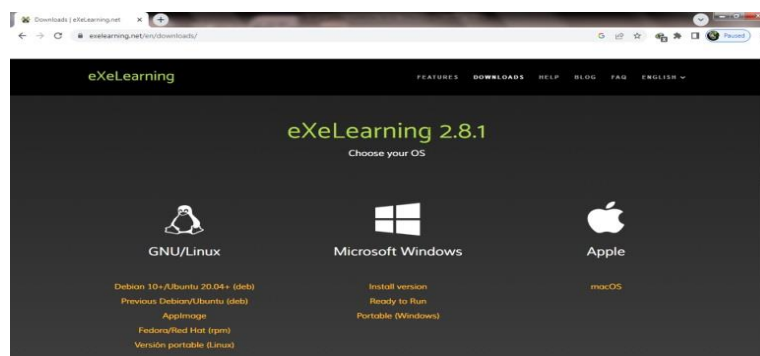 Downloads | eXeLearning.net
exelearning.net/en/downloads/
Paused
eXeLearning
FEATURES DOWNLOADS HELP BLOG FAQ ENGLISH
eXeLearning 2.8.1
Choose your OS
GNU/Linux
Debian 10+/Ubuntu 20.04+ (deb)
Previous Debian/Ubuntu (deb)
AppImage
Fedora/Red Hat (rpm)
Versión portable (Linux)
Microsoft Windows
Install version
Ready to Run
Portable (Windows)
Apple
macOS